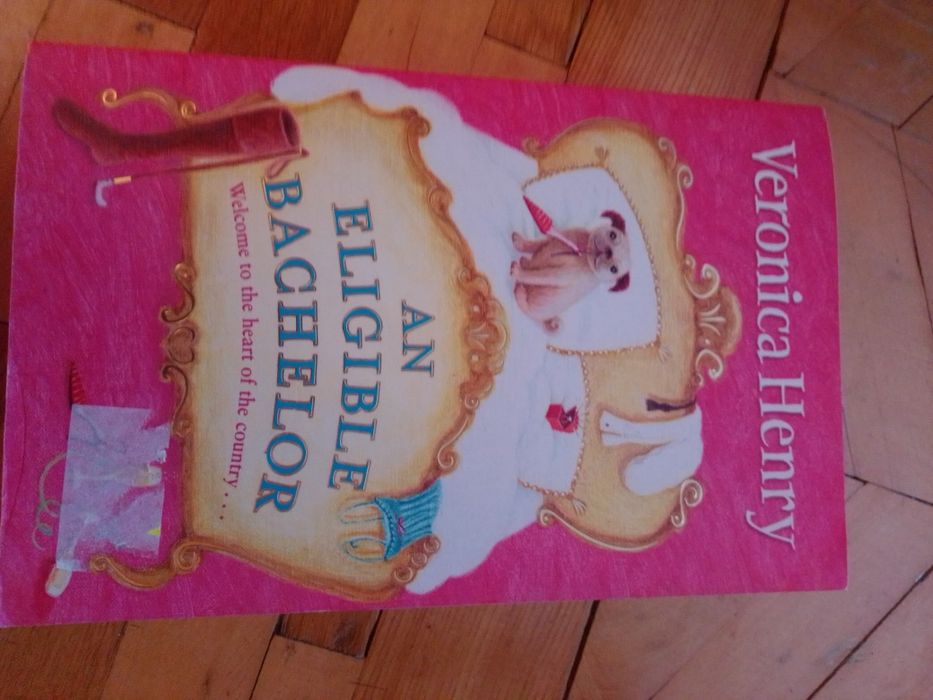 Veronica Henry
AN
ELIGIBLE
BACHELOR
Welcome to the heart of the country . . .